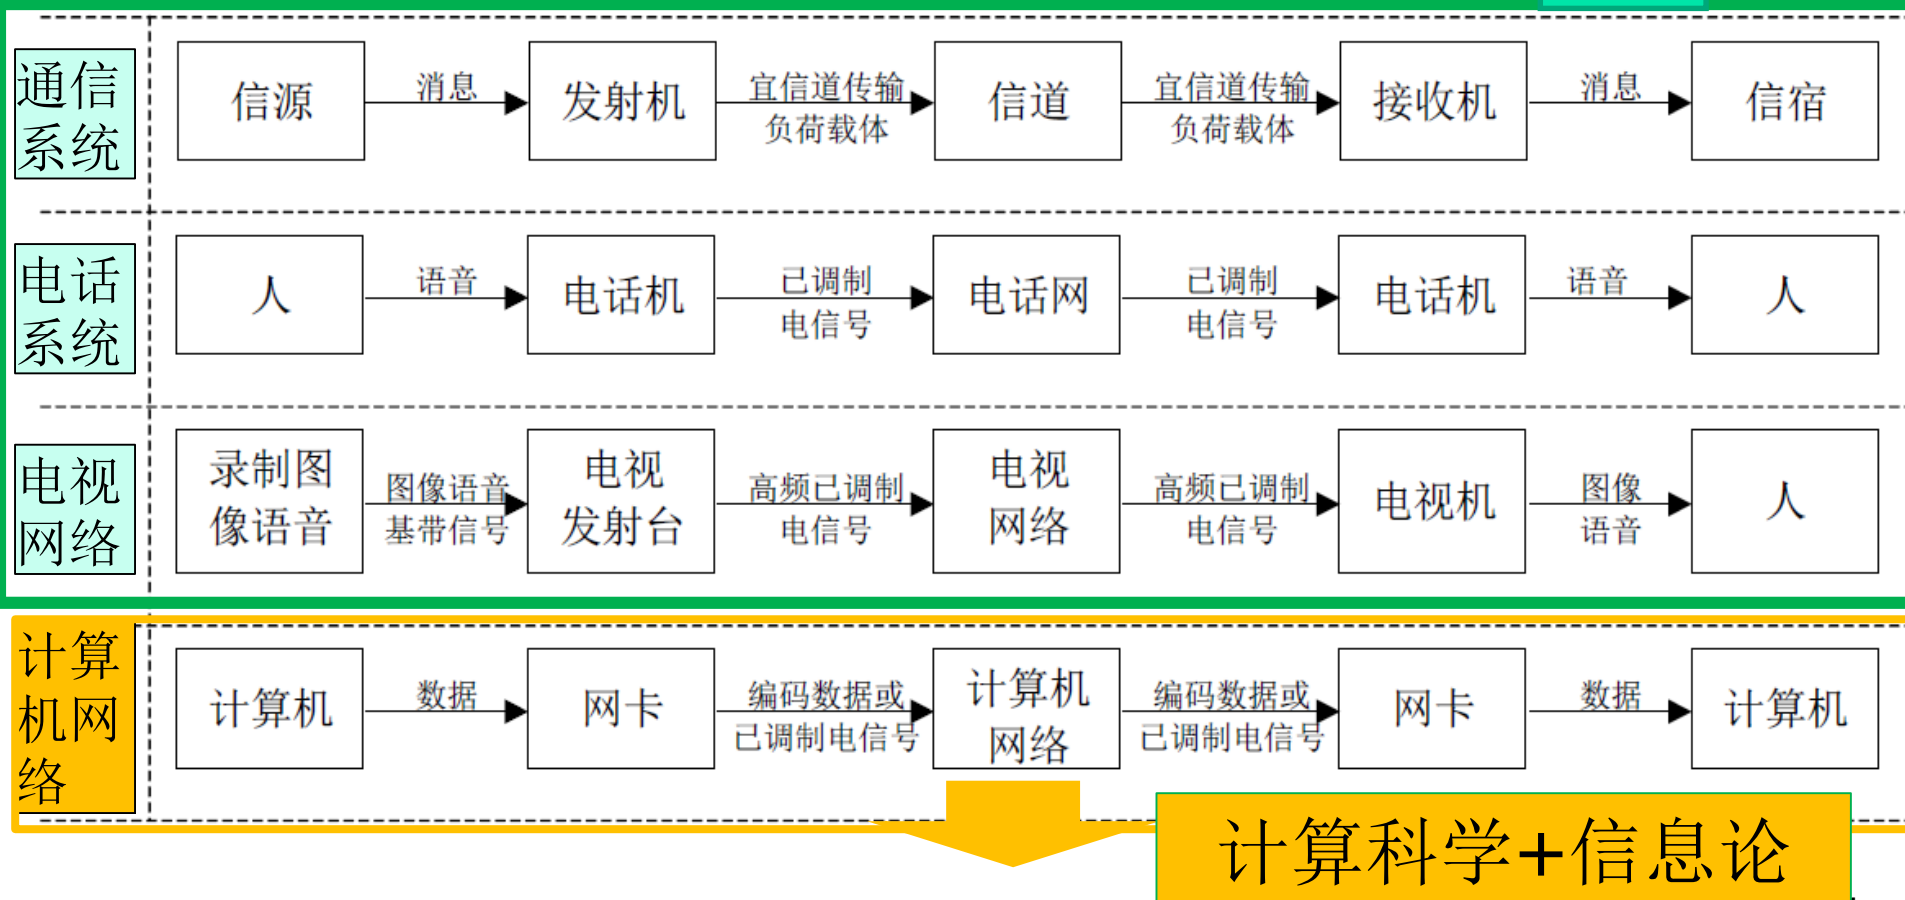 通信
系统
信源
消息
发射机
宜信道传输
负荷载体
信道
宜信道传输
负荷载体
接收机
消息
信宿
电话
系统
人
语音
电话机
已调制
电信号
电话网
已调制
电信号
电话机
语音
人
电视
网络
录制图
像语音
图像语音
基带信号
电视
发射台
高频已调制
电信号
电视
网络
高频已调制
电信号
电视机
图像
语音
人
计算
机网
络
计算机
数据
网卡
编码数据或
已调制电信号
计算机
网络
编码数据或
已调制电信号
网卡
数据
计算机
计算科学+信息论